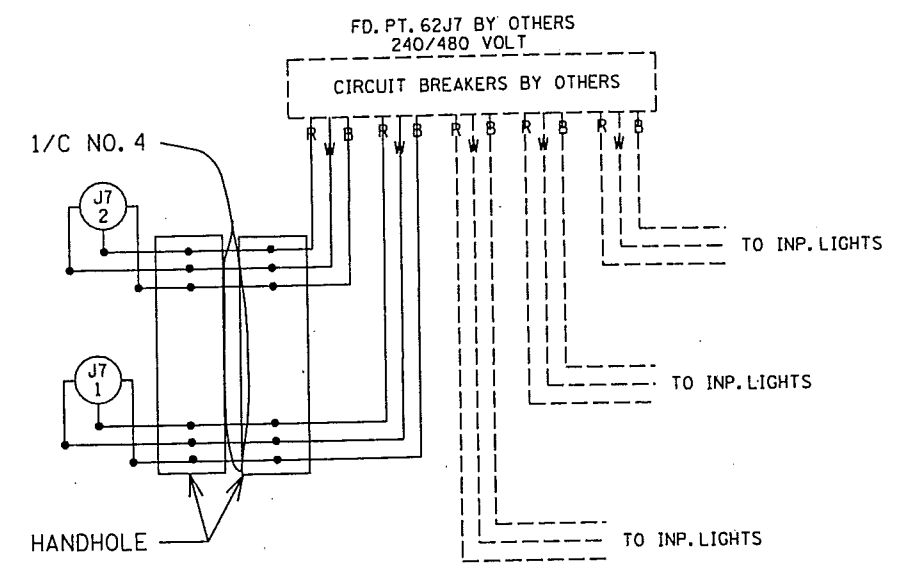 FD. PT. 62J7 BY OTHERS
240/480 VOLT
CIRCUIT BREAKERS BY OTHERS
R W B R W B R W B R W B R W B
1/C NO. 4
J7
2
TO INP. LIGHTS
J7
1
TO INP. LIGHTS
HANDHOLE
TO INP. LIGHTS